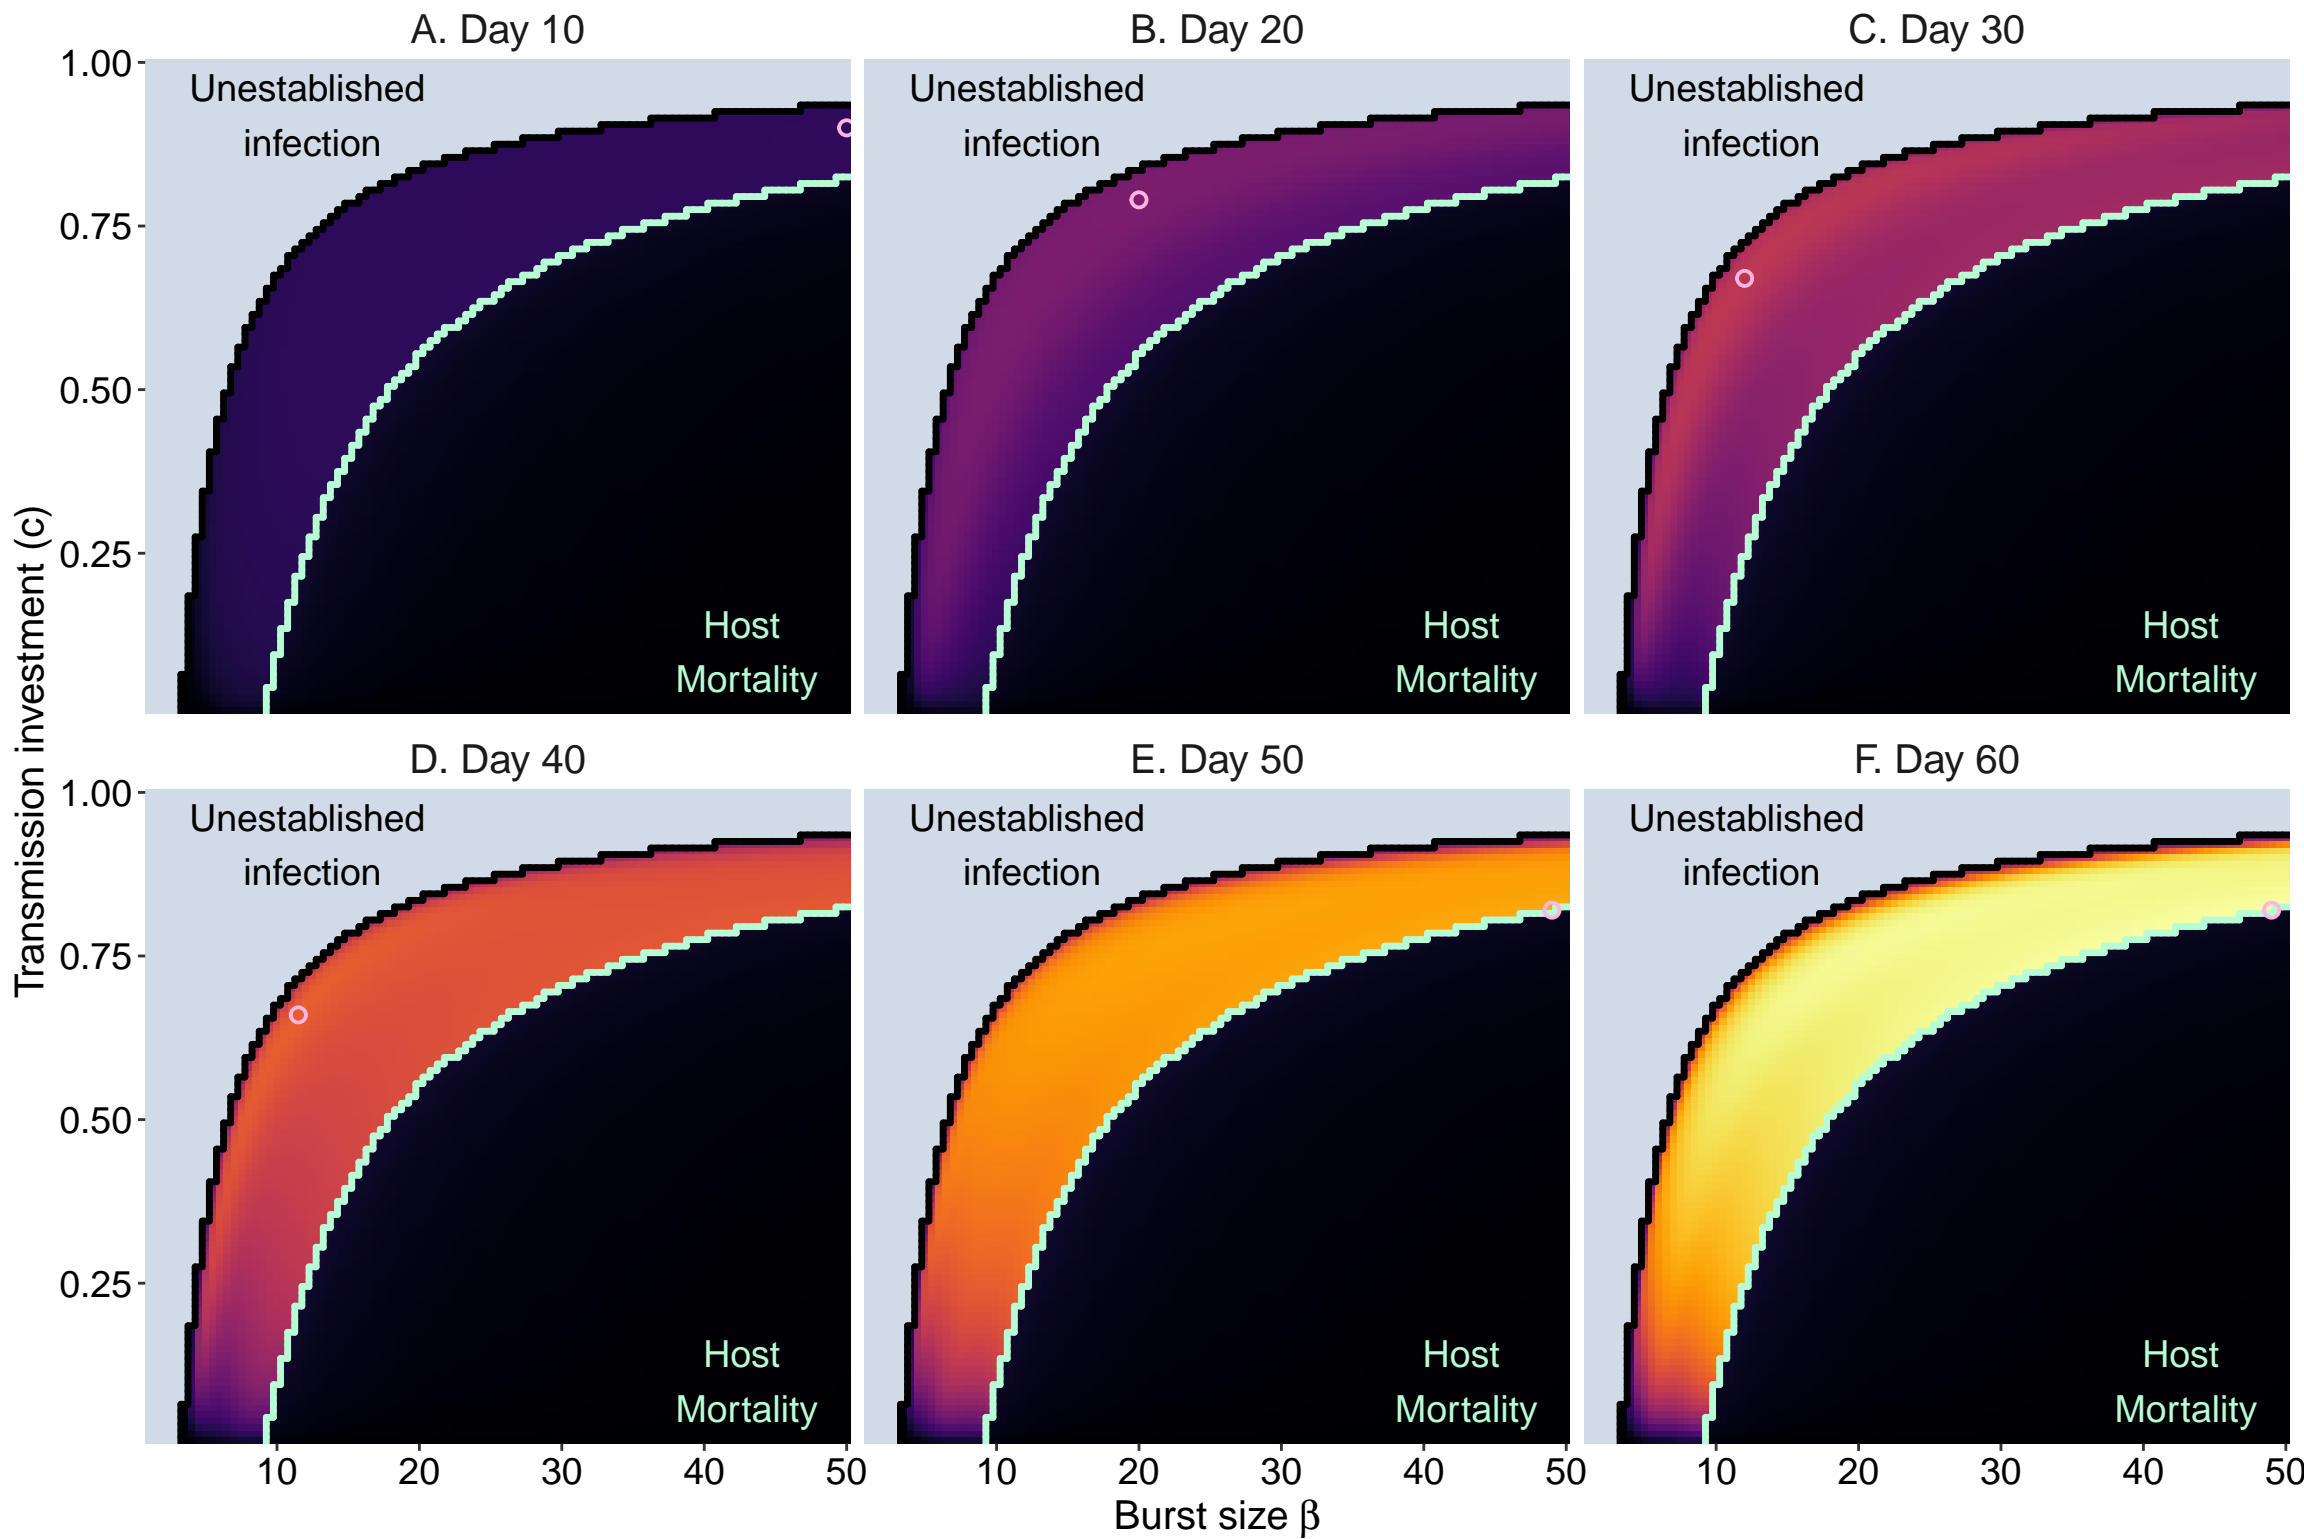 A. Day 10
B. Day 20
C. Day 30
1.00
0.75
0.50
0.25
Unestablished
infection
Host
Mortality
Unestablished
infection
Host
Mortality
Unestablished
infection
Host
Mortality
Transmission investment (c)
D. Day 40
E. Day 50
F. Day 60
1.00
0.75
0.50
0.25
Unestablished
infection
Host
Mortality
Unestablished
infection
Host
Mortality
Unestablished
infection
Host
Mortality
10 20 30 40 50
10 20 30 40 50
10 20 30 40 50
Burst size β